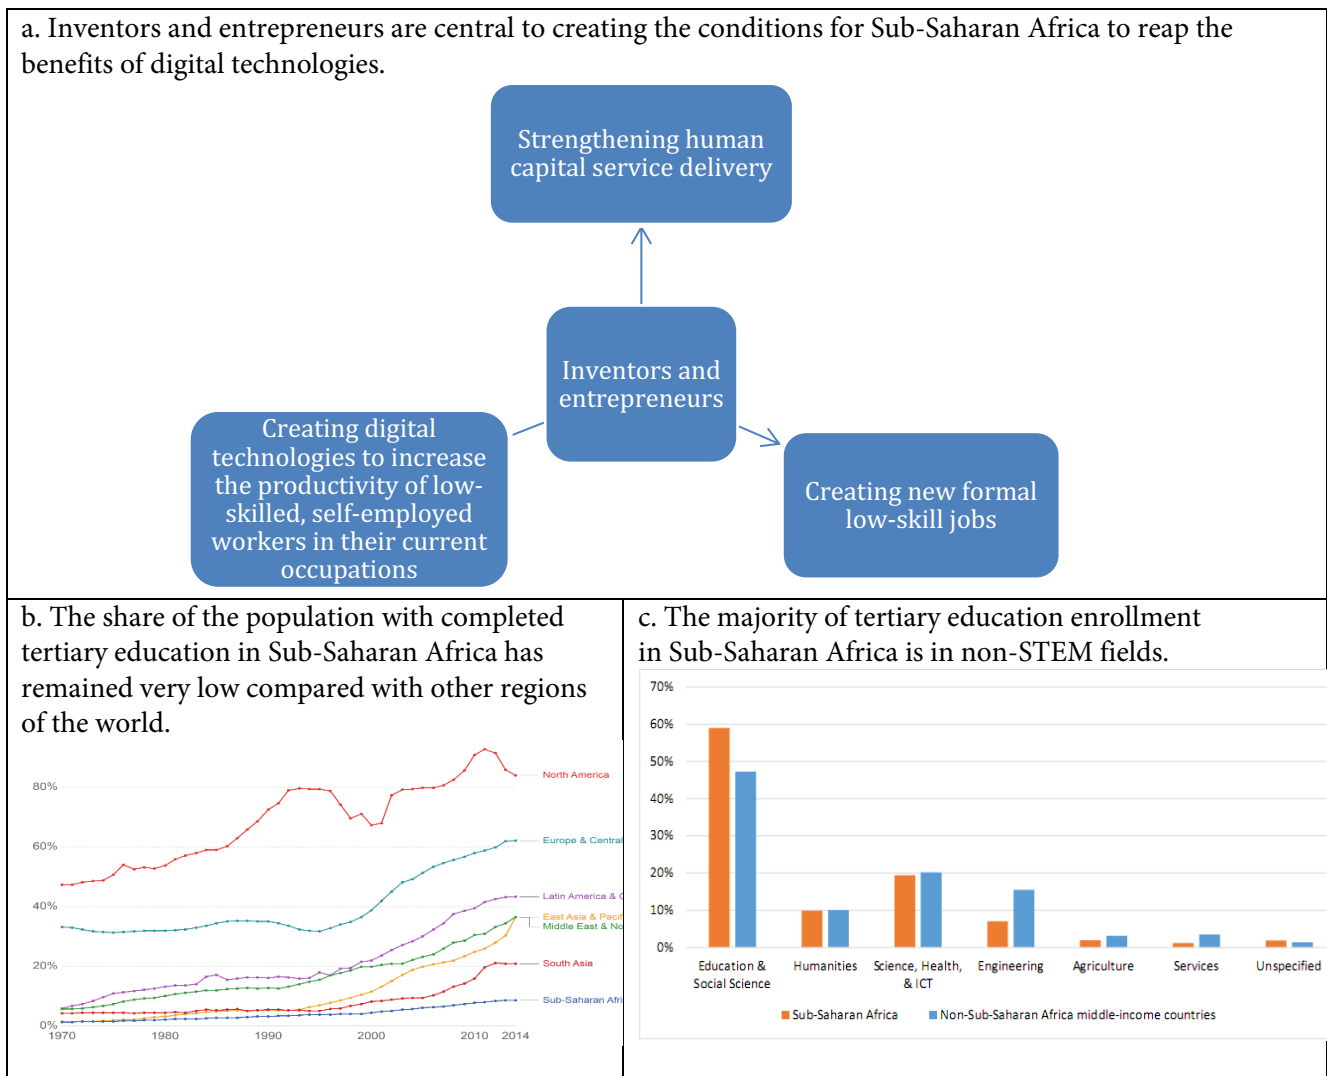 a. Inventors and entrepreneurs are central to creating the conditions for Sub-Saharan Africa to reap the
benefits of digital technologies.
Strengthening human
capital service delivery
Inventors and
entrepreneurs
Creating digital
technologies to increase
the productivity of low-
skilled, self-employed
workers in their current
occupations
Creating new formal
low-skill jobs
b. The share of the population with completed
tertiary education in Sub-Saharan Africa has
remained very low compared with other regions
of the world.
80%
60%
40%
20%
0%
1970
1980
1990
2000
2010
2014
North America
Europe & Central
Latin America &
East Asia & Pacif
Middle East & No
South Asia
Sub-Saharan Afri
c. The majority of tertiary education enrollment
in Sub-Saharan Africa is in non-STEM fields.
70%
60%
50%
40%
30%
20%
10%
0%
Education &
Social Science
Humanities
Science, Health,
& ICT
Engineering
Agriculture
Services
Unspecified
Sub-Saharan Africa
Non-Sub-Saharan Africa middle-income countries